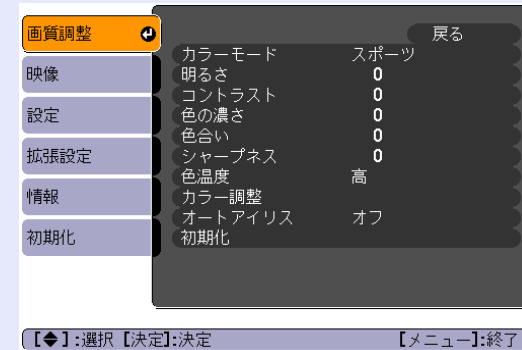 画質調整
映像
設定
拡張設定
情報
初期化
戻る
カラーモード スポーツ
明るさ 0
コントラスト 0
色の濃さ 0
色合い 0
シャープネス 0
色温度 高
カラー調整
オートアイリス オフ
初期化
【◆】:選択 【決定】:決定 【メニュー】:終了